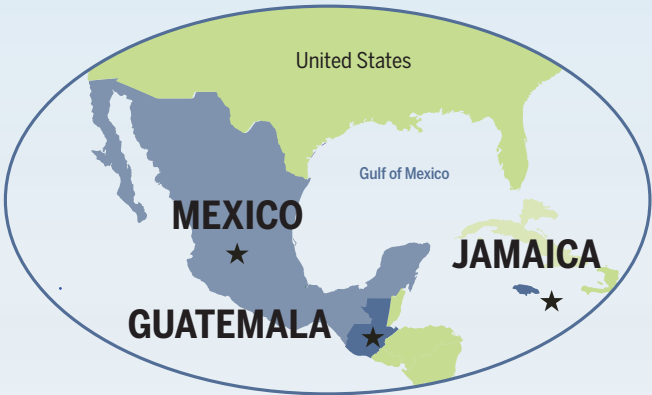 United States
Gulf of Mexico
MEXICO
JAMAICA
GUATEMALA